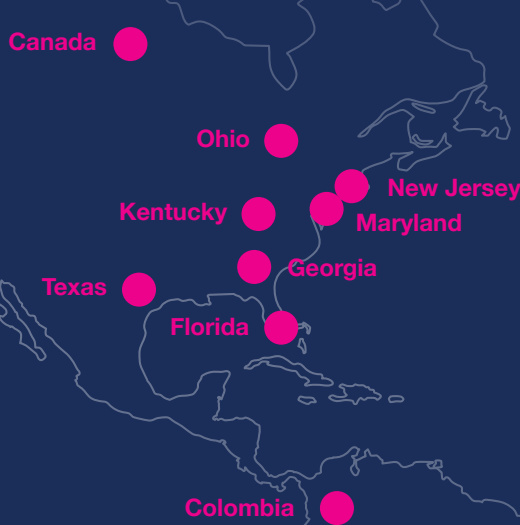 Canada
Ohio
New Jersey
Kentucky
Maryland
Georgia
Texas
Florida
Colombia